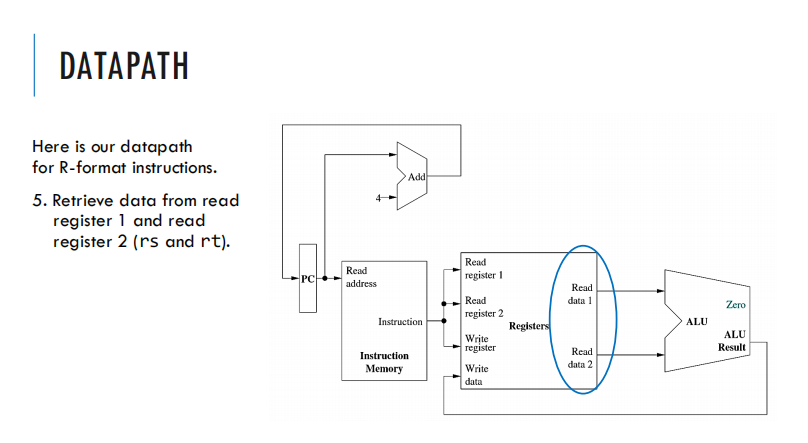 DATAPATH
Here is our datapath
for R-format instructions.
5. Retrieve data from read
register 1 and read
register 2 (rs and rt).
Add
4
PC
Read
address
Instruction
Instruction
Memory
Read
register 1
Read
register 2
Write
register
Write
data
Registers
Read
data 1
Read
data 2
Zero
ALU
ALU
Result